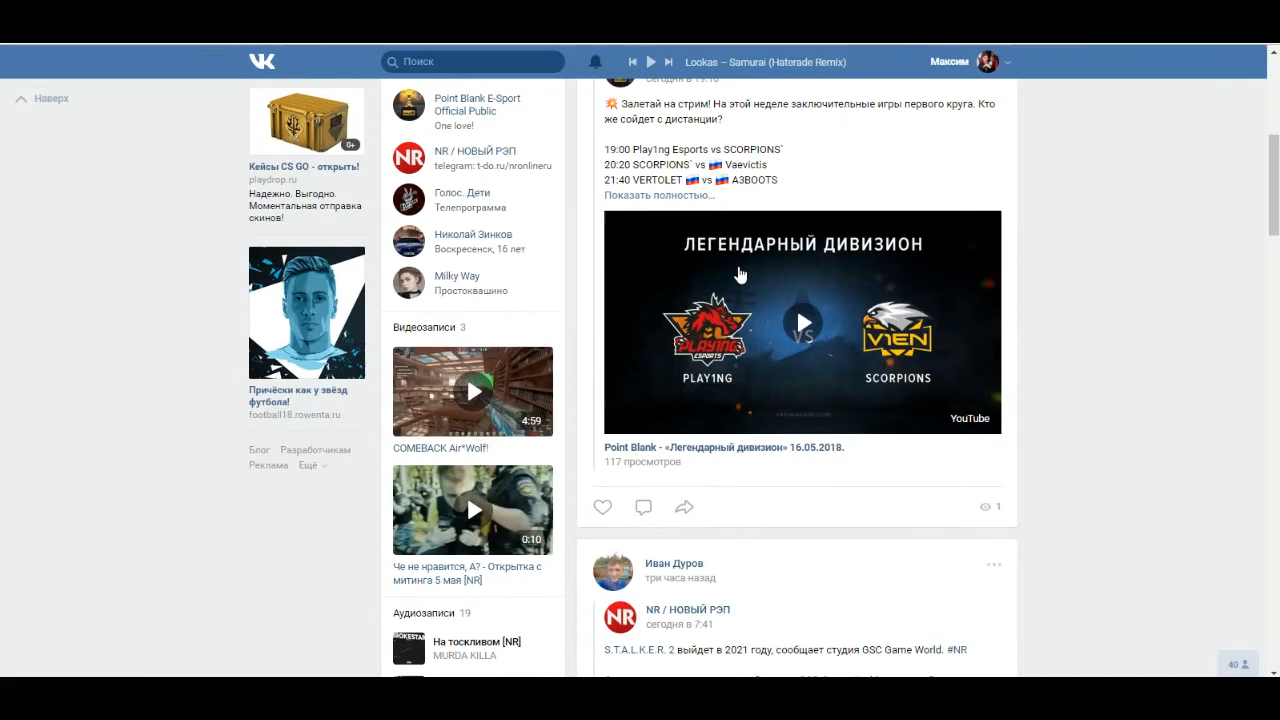 Поиск
Lookas – Samurai (Haterade Remix)
Максим
Наверх
0+
Кейсы CS GO - открыть!
playdrop.ru
Надежно. Выгодно.
Моментальная отправка
скинов!
Причёски как у звёзд
футбола!
football18.rowenta.ru
Блог Разработчикам
Реклама Ещё
Point Blank E-Sport
Official Public
One love!
NR
NR / НОВЫЙ РЭП
telegram: t-do.ru/nronlineru
Голос. Дети
Телепрограмма
Николай Зинков
Воскресенск, 16 лет
Milky Way
Простоквашино
Видеозаписи 3
4:59
COMEBACK Air*Wolf!
0:10
Че не нравится, А? - Открытка с
митинга 5 мая [NR]
Аудиозаписи 19
На тоскливом [NR]
MURDA KILLA
сегодня в 19:10
💥 Залетай на стрим! На этой неделе заключительные игры первого круга. Кто
же сойдет с дистанции?
19:00 Play1ng Esports vs SCORPIONS`
20:20 SCORPIONS` vs 🇷🇺 Vaevictis
21:40 VERTOLET 🇷🇺 vs 🇷🇺 A3BOOTS
Показать полностью…
ЛЕГЕНДАРНЫЙ ДИВИЗИОН
PLAY1NG
ESPORTS
VS
V1EN
PLAY1NG
SCORPIONS
YouTube
Point Blank - «Легендарный дивизион» 16.05.2018.
117 просмотров
1
Иван Дуров
три часа назад
NR
NR / НОВЫЙ РЭП
сегодня в 7:41
S.T.A.L.K.E.R. 2 выйдет в 2021 году, сообщает студия GSC Game World. #NR
40